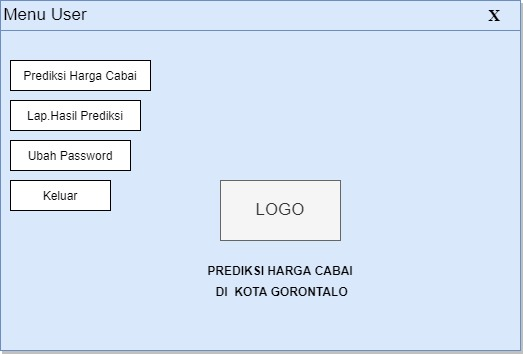 Menu User
X
Prediksi Harga Cabai
Lap.Hasil Prediksi
Ubah Password
Keluar
LOGO
PREDIKSI HARGA CABAI
DI KOTA GORONTALO